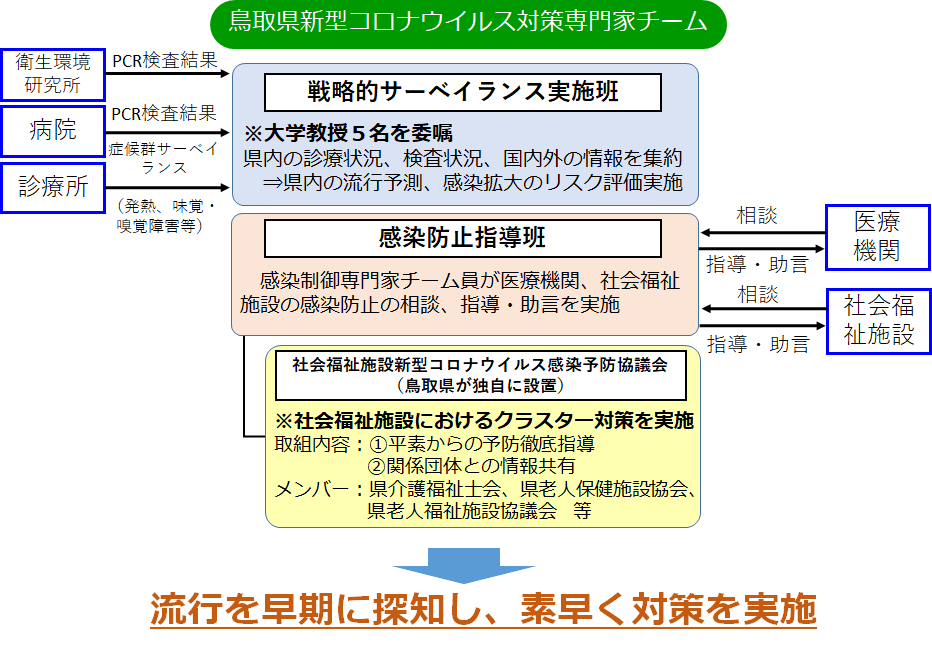 鳥取県新型コロナウイルス対策専門家チーム
衛生環境
研究所
PCR検査結果
病院
PCR検査結果
症候群サーベイ
ランス
診療所
（発熱、味覚・
嗅覚障害等）
戦略的サーベイランス実施班
※大学教授５名を委嘱
県内の診療状況、検査状況、国内外の情報を集約
⇒県内の流行予測、感染拡大のリスク評価実施
感染防止指導班
感染制御専門家チーム員が医療機関、社会福祉
施設の感染防止の相談、指導・助言を実施
相談
指導・助言
医療
機関
相談
指導・助言
社会福
祉施設
社会福祉施設新型コロナウイルス感染予防協議会
（鳥取県が独自に設置）
※社会福祉施設におけるクラスター対策を実施
取組内容：①平素からの予防徹底指導
②関係団体との情報共有
メンバー：県介護福祉士会、県老人保健施設協会、
県老人福祉施設協議会　等
流行を早期に探知し、素早く対策を実施